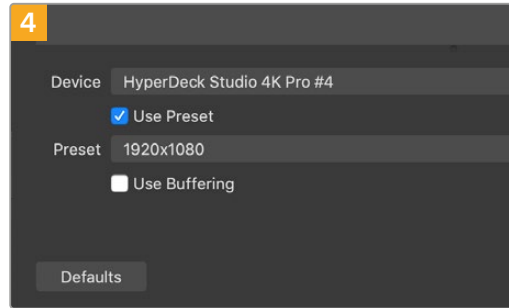 4
Device HyperDeck Studio 4K Pro #4
Use Preset
Preset 1920x1080
Use Buffering
Defaults